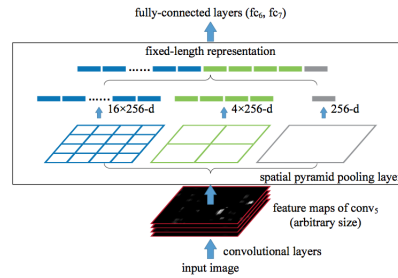 fully-connected layers (fc6, fc7)
fixed-length representation
16×256-d
4×256-d
256-d
spatial pyramid pooling layer
feature maps of conv5
(arbitrary size)
convolutional layers
input image